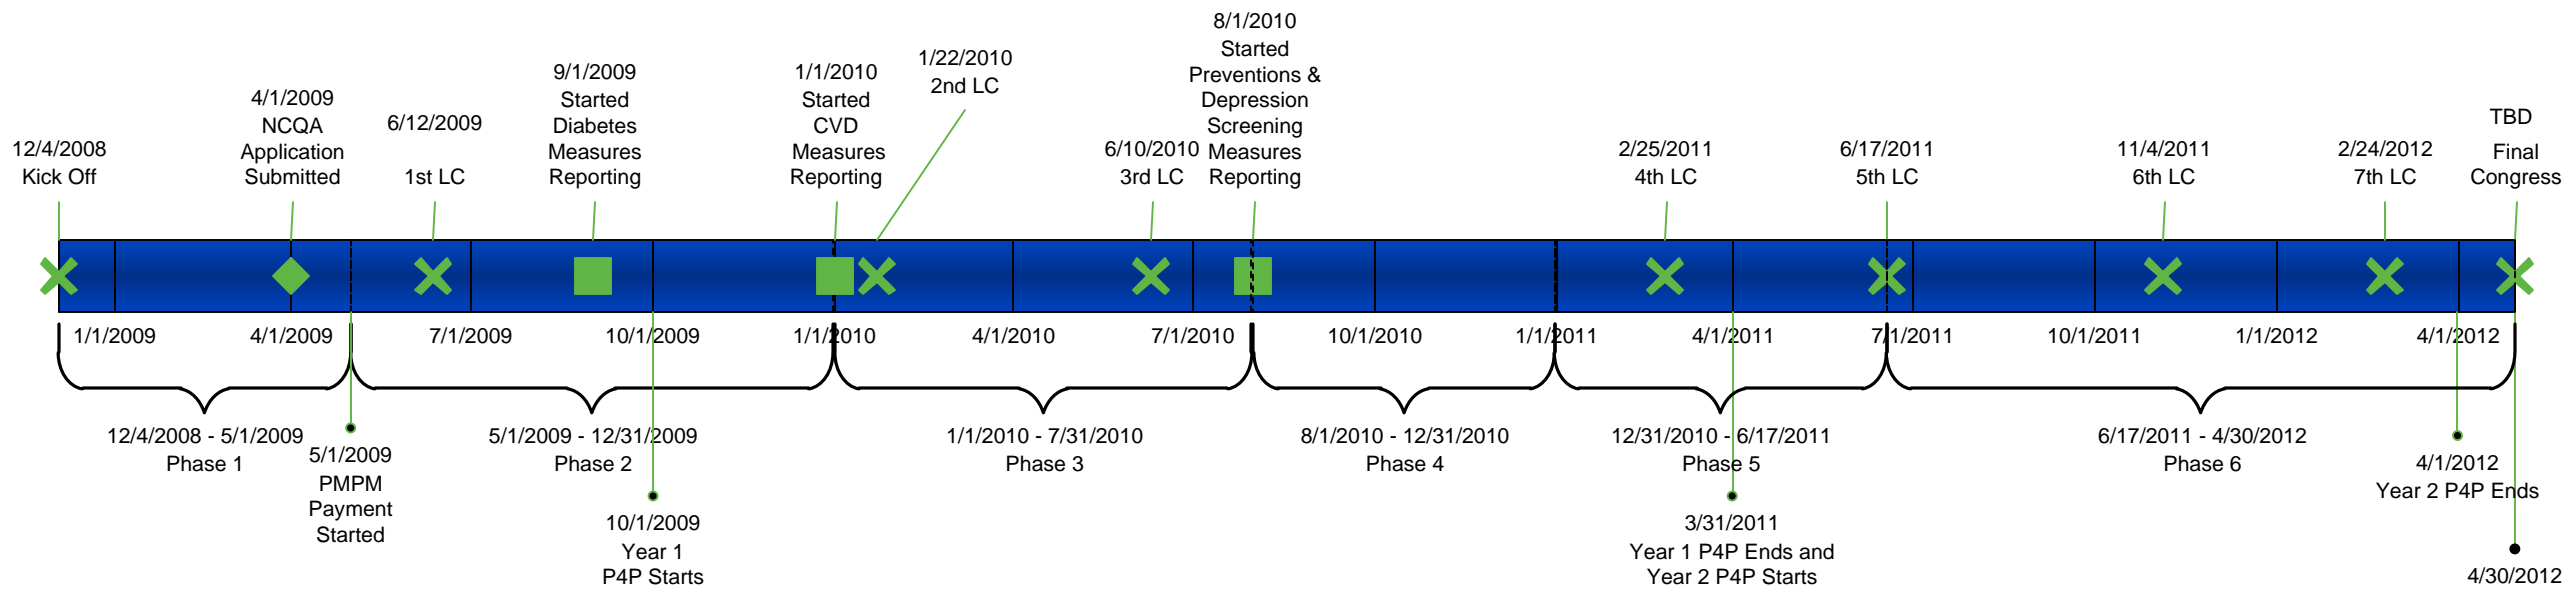 12/4/2008
Kick Off
4/1/2009
NCQA
Application
Submitted
6/12/2009
1st LC
9/1/2009
Started
Diabetes
Measures
Reporting
1/1/2010
Started
CVD
Measures
Reporting
1/22/2010
2nd LC
6/10/2010
3rd LC
8/1/2010
Started
Preventions &
Depression
Screening
Measures
Reporting
2/25/2011
4th LC
6/17/2011
5th LC
11/4/2011
6th LC
2/24/2012
7th LC
TBD
Final
Congress
1/1/2009
4/1/2009
7/1/2009
10/1/2009
1/1/2010
4/1/2010
7/1/2010
10/1/2010
1/1/2011
4/1/2011
7/1/2011
10/1/2011
1/1/2012
4/1/2012
12/4/2008 - 5/1/2009
Phase 1
5/1/2009
PMPM
Payment
Started
5/1/2009 - 12/31/2009
Phase 2
10/1/2009
Year 1
P4P Starts
1/1/2010 - 7/31/2010
Phase 3
8/1/2010 - 12/31/2010
Phase 4
12/31/2010 - 6/17/2011
Phase 5
3/31/2011
Year 1 P4P Ends and
Year 2 P4P Starts
6/17/2011 - 4/30/2012
Phase 6
4/1/2012
Year 2 P4P Ends
4/30/2012